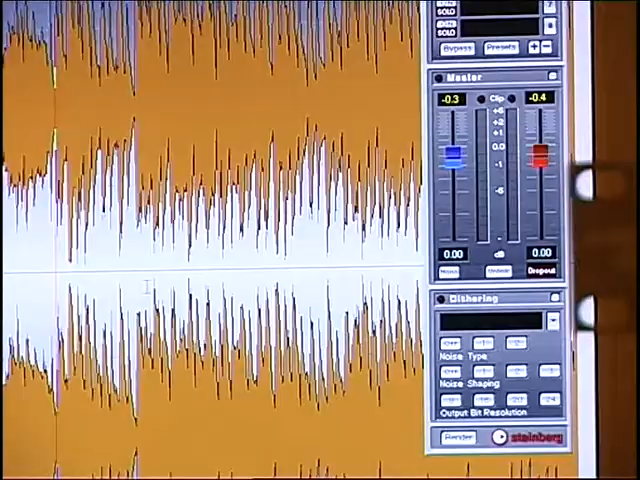 SOLO
SOLO
Bypass
Presets
Master
-0.3
Clip
-0.4
+6
+2
+1
0.0
-1
-6
0.00
dB
0.00
Dropout
Dithering
Noise Type
Noise Shaping
Output Bit Resolution
Render
steinberg